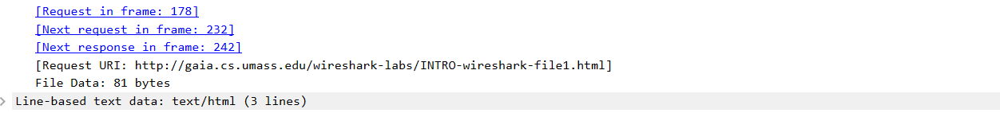 [Request in frame: 178]
[Next request in frame: 232]
[Next response in frame: 242]
[Request URI: http://gaia.cs.umass.edu/wireshark-labs/INTRO-wireshark-file1.html]
File Data: 81 bytes
Line-based text data: text/html (3 lines)